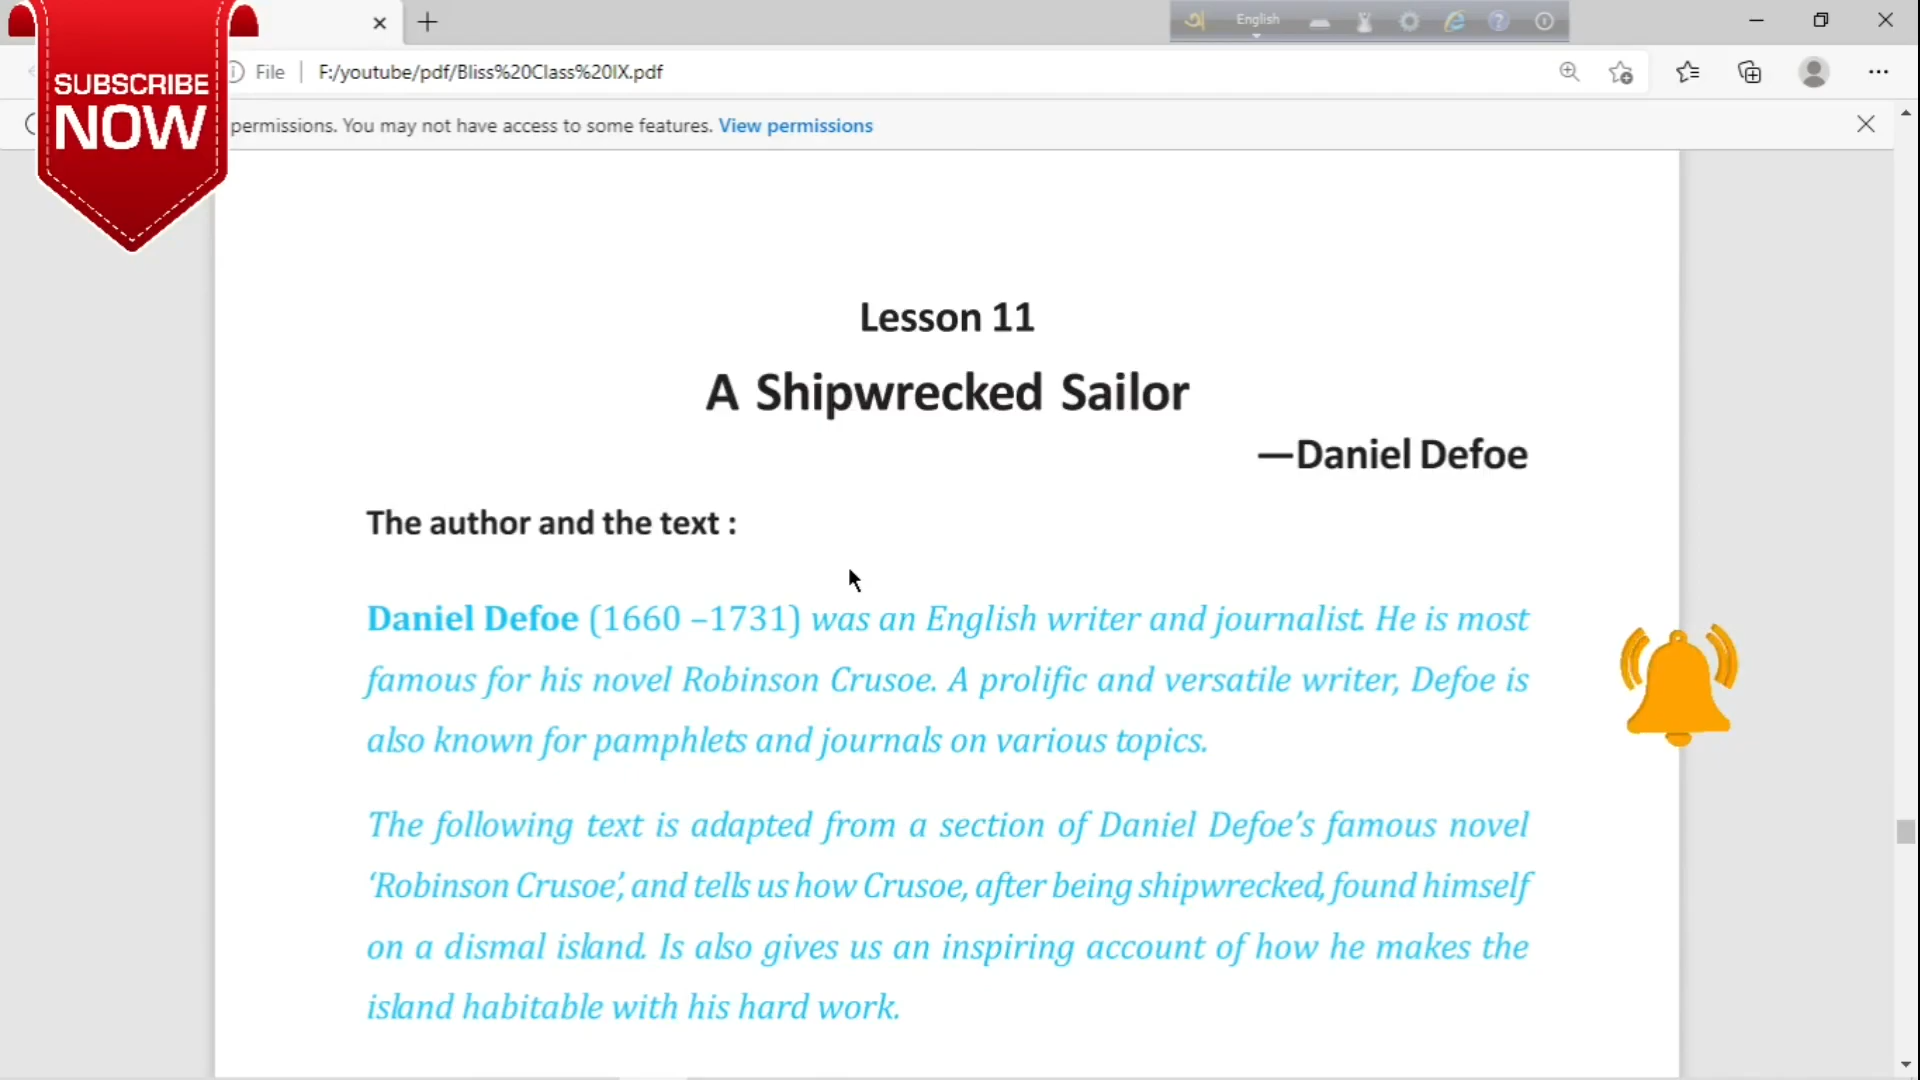 English
SUBSCRIBE
NOW
File
F:/youtube/pdf/Bliss%20Class%20IX.pdf
permissions. You may not have access to some features. View permissions
Lesson 11
A Shipwrecked Sailor
—Daniel Defoe
The author and the text :
Daniel Defoe (1660 –1731) was an English writer and journalist. He is most
famous for his novel Robinson Crusoe. A prolific and versatile writer, Defoe is
also known for pamphlets and journals on various topics.
The following text is adapted from a section of Daniel Defoe’s famous novel
‘Robinson Crusoe’, and tells us how Crusoe, after being shipwrecked, found himself
on a dismal island. Is also gives us an inspiring account of how he makes the
island habitable with his hard work.